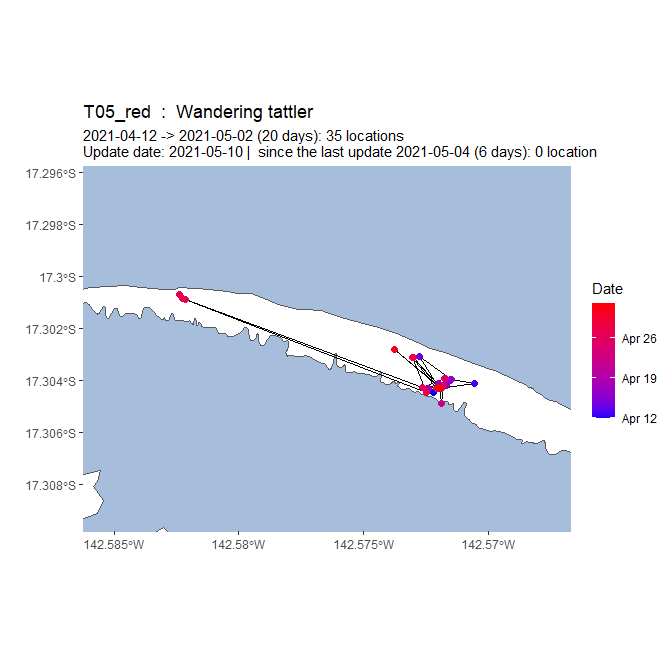 T05_red : Wandering tattler
2021-04-12 -> 2021-05-02 (20 days): 35 locations
Update date: 2021-05-10 | since the last update 2021-05-04 (6 days): 0 location
17.296°S
17.298°S
17.3°S
17.302°S
17.304°S
17.306°S
17.308°S
142.585°W
142.58°W
142.575°W
142.57°W
Date
Apr 26
Apr 19
Apr 12